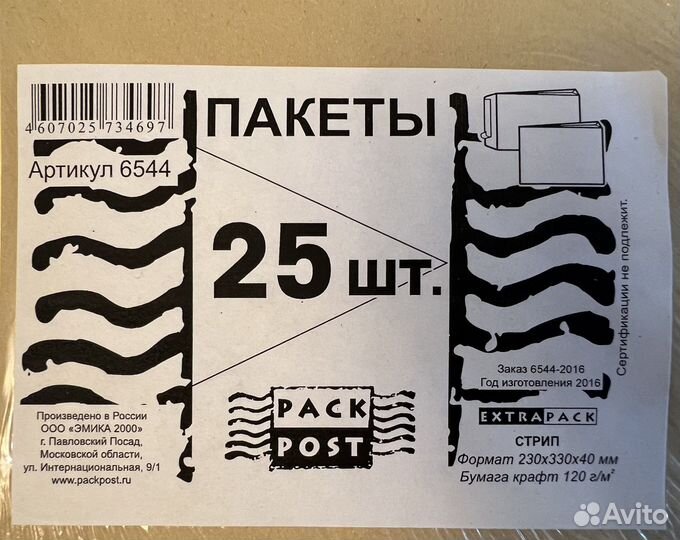 ПАКЕТЫ
4607025734697
Артикул 6544
25 шт.
Сертификации не подлежит.
Заказ 6544-2016
Год изготовления 2016
Произведено в России
ООО «ЭМИКА 2000»
г. Павловский Посад,
Московской области,
ул. Интернациональная, 9/1
www.packpost.ru
PACK
POST
EXTRAPACK
СТРИП
Формат 230х330х40 мм
Бумага крафт 120 г/м²
Avito